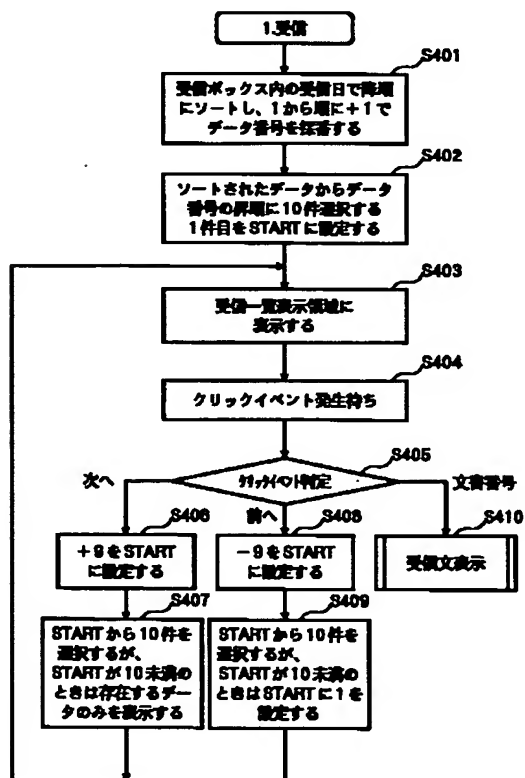 1.受信
S401
受信ボックス内の受信日で降順
にソートし、1から順に+1で
データ番号を採番する
S402
ソートされたデータからデータ
番号の昇順に10件選択する
1件目をSTARTに設定する
S403
受信一覧表示領域に
表示する
S404
クリックイベント発生待ち
S405
クリックイベント判定
次へ
前へ
文書番号
S406
+9をSTART
に設定する
S408
-9をSTART
に設定する
S410
受信文表示
S407
STARTから10件を
選択するが、
STARTが10未満の
ときは存在するデー
タのみを表示する
S409
STARTから10件を
選択するが、
STARTが10未満の
ときはSTARTに1を
設定する